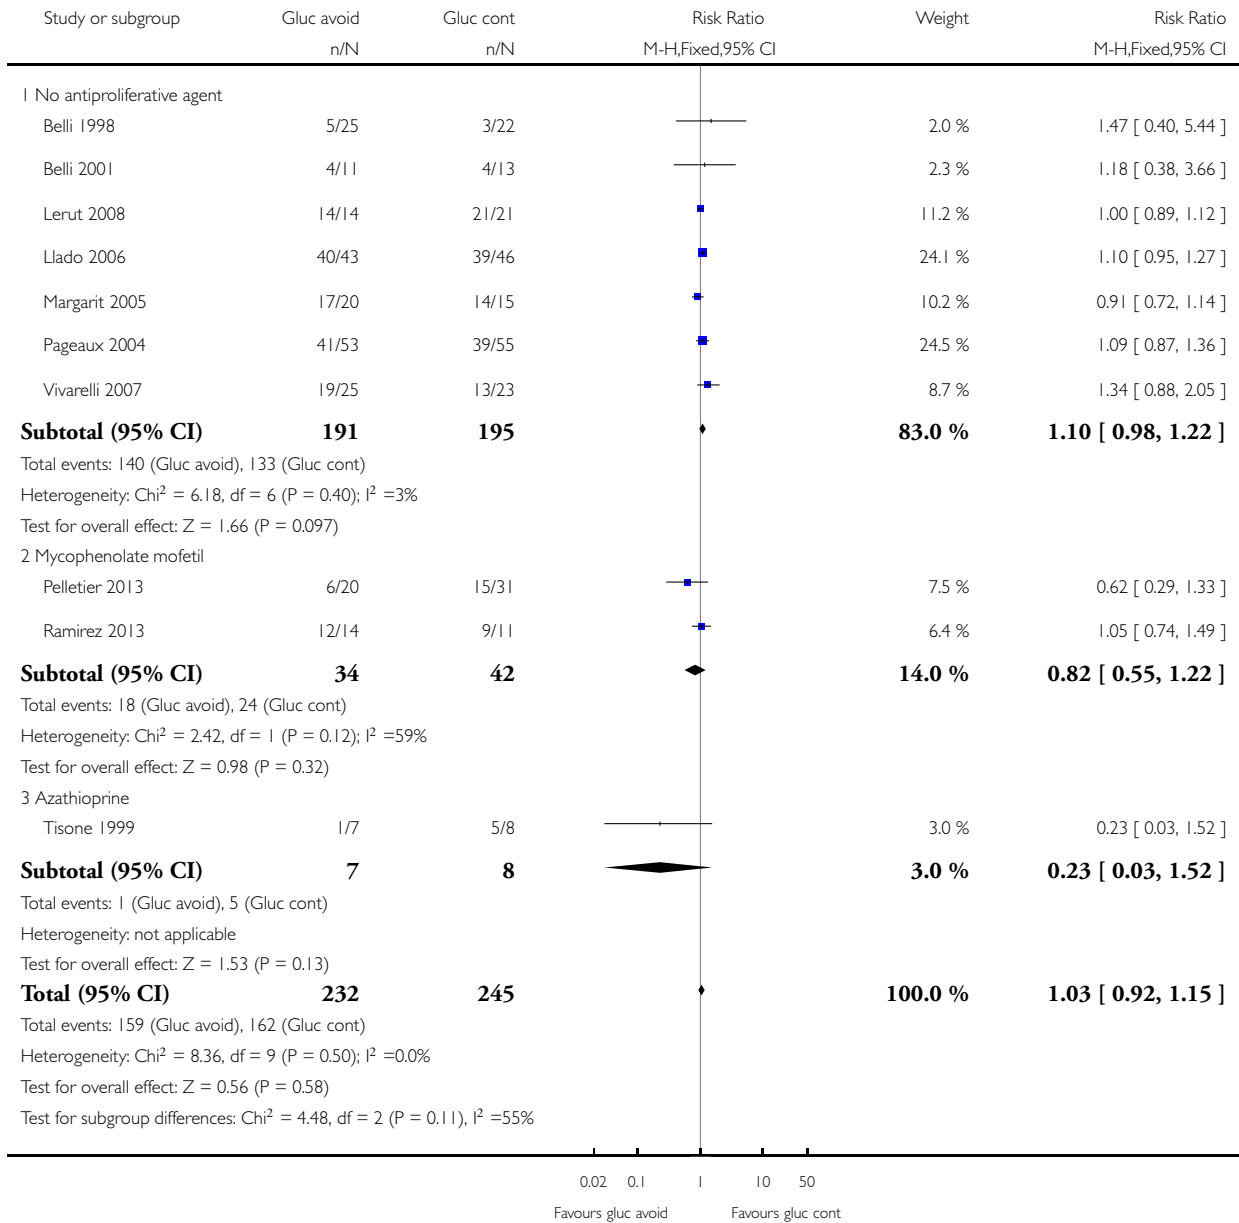 Study or subgroup Gluc avoid Gluc cont Risk Ratio Weight Risk Ratio
n/N n/N M-H,Fixed,95% CI M-H,Fixed,95% CI
1 No antiproliferative agent
Belli 1998 5/25 3/22 2.0 % 1.47 [ 0.40, 5.44 ]
Belli 2001 4/11 4/13 2.3 % 1.18 [ 0.38, 3.66 ]
Lerut 2008 14/14 21/21 11.2 % 1.00 [ 0.89, 1.12 ]
Llado 2006 40/43 39/46 24.1 % 1.10 [ 0.95, 1.27 ]
Margarit 2005 17/20 14/15 10.2 % 0.91 [ 0.72, 1.14 ]
Pageaux 2004 41/53 39/55 24.5 % 1.09 [ 0.87, 1.36 ]
Vivarelli 2007 19/25 13/23 8.7 % 1.34 [ 0.88, 2.05 ]
Subtotal (95% CI) 191 195 83.0 % 1.10 [ 0.98, 1.22 ]
Total events: 140 (Gluc avoid), 133 (Gluc cont)
Heterogeneity: Chi² = 6.18, df = 6 (P = 0.40); I² =3%
Test for overall effect: Z = 1.66 (P = 0.097)
2 Mycophenolate mofetil
Pelletier 2013 6/20 15/31 7.5 % 0.62 [ 0.29, 1.33 ]
Ramirez 2013 12/14 9/11 6.4 % 1.05 [ 0.74, 1.49 ]
Subtotal (95% CI) 34 42 14.0 % 0.82 [ 0.55, 1.22 ]
Total events: 18 (Gluc avoid), 24 (Gluc cont)
Heterogeneity: Chi² = 2.42, df = 1 (P = 0.12); I² =59%
Test for overall effect: Z = 0.98 (P = 0.32)
3 Azathioprine
Tisone 1999 1/7 5/8 3.0 % 0.23 [ 0.03, 1.52 ]
Subtotal (95% CI) 7 8 3.0 % 0.23 [ 0.03, 1.52 ]
Total events: 1 (Gluc avoid), 5 (Gluc cont)
Heterogeneity: not applicable
Test for overall effect: Z = 1.53 (P = 0.13)
Total (95% CI) 232 245 100.0 % 1.03 [ 0.92, 1.15 ]
Total events: 159 (Gluc avoid), 162 (Gluc cont)
Heterogeneity: Chi² = 8.36, df = 9 (P = 0.50); I² =0.0%
Test for overall effect: Z = 0.56 (P = 0.58)
Test for subgroup differences: Chi² = 4.48, df = 2 (P = 0.11), I² =55%
0.02 0.1 1 10 50
Favours gluc avoid Favours gluc cont